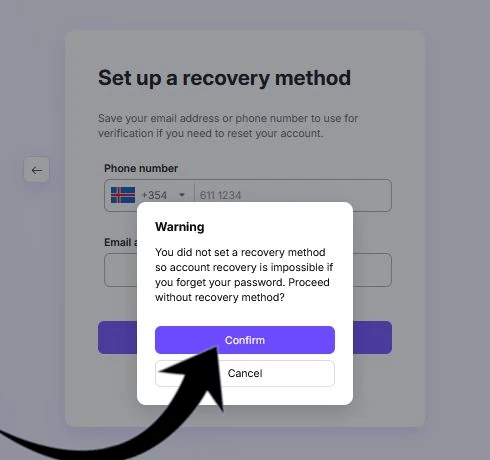 Set up a recovery method
Save your email address or phone number to use for
verification if you need to reset your account.
Phone number
+354 611 1234
Email
Warning
You did not set a recovery method
so account recovery is impossible if
you forget your password. Proceed
without recovery method?
Confirm
Cancel